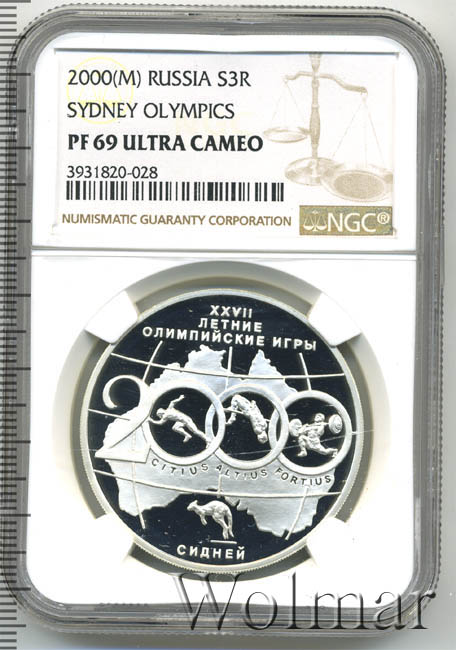 2000(M) RUSSIA S3R
SYDNEY OLYMPICS
PF 69 ULTRA CAMEO
3931820-028
NUMISMATIC GUARANTY CORPORATION
NGC®
XXVII
ЛЕТНИЕ
ОЛИМПИЙСКИЕ ИГРЫ
2000
CITIUS ALTIUS FORTIUS
СИДНЕЙ
Wolmar